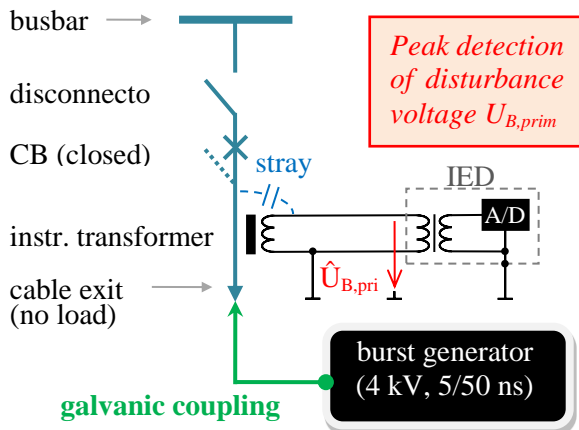 busbar
Peak detection
of disturbance
voltage U_B,prim
disconnecto
CB (closed)
stray
IED
A/D
instr. transformer
Û_B,pri
cable exit
(no load)
burst generator
(4 kV, 5/50 ns)
galvanic coupling